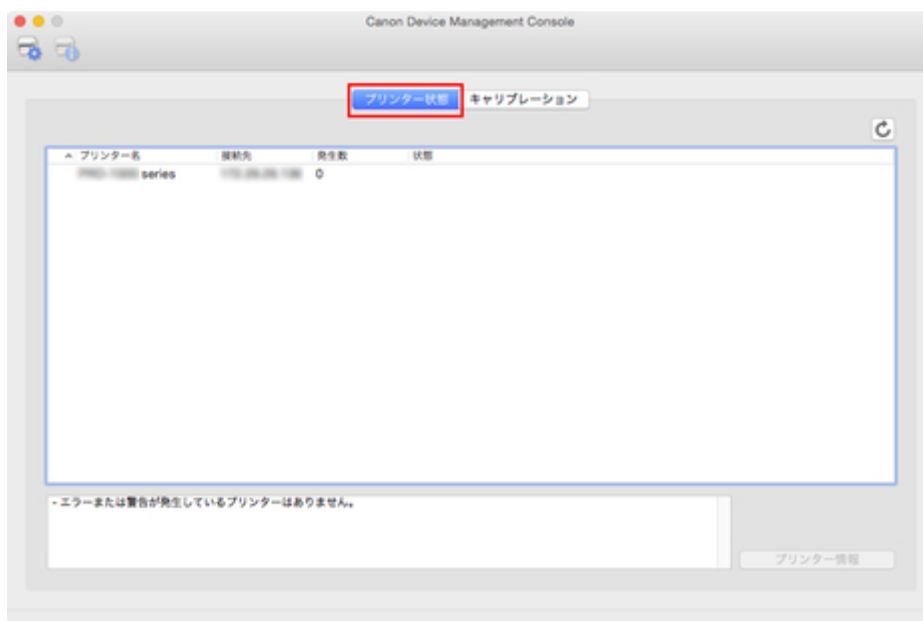 Canon Device Management Console
プリンター状態 キャリブレーション
プリンター名 接続先 発生数 状態
series 0
- エラーまたは警告が発生しているプリンターはありません。
プリンター情報